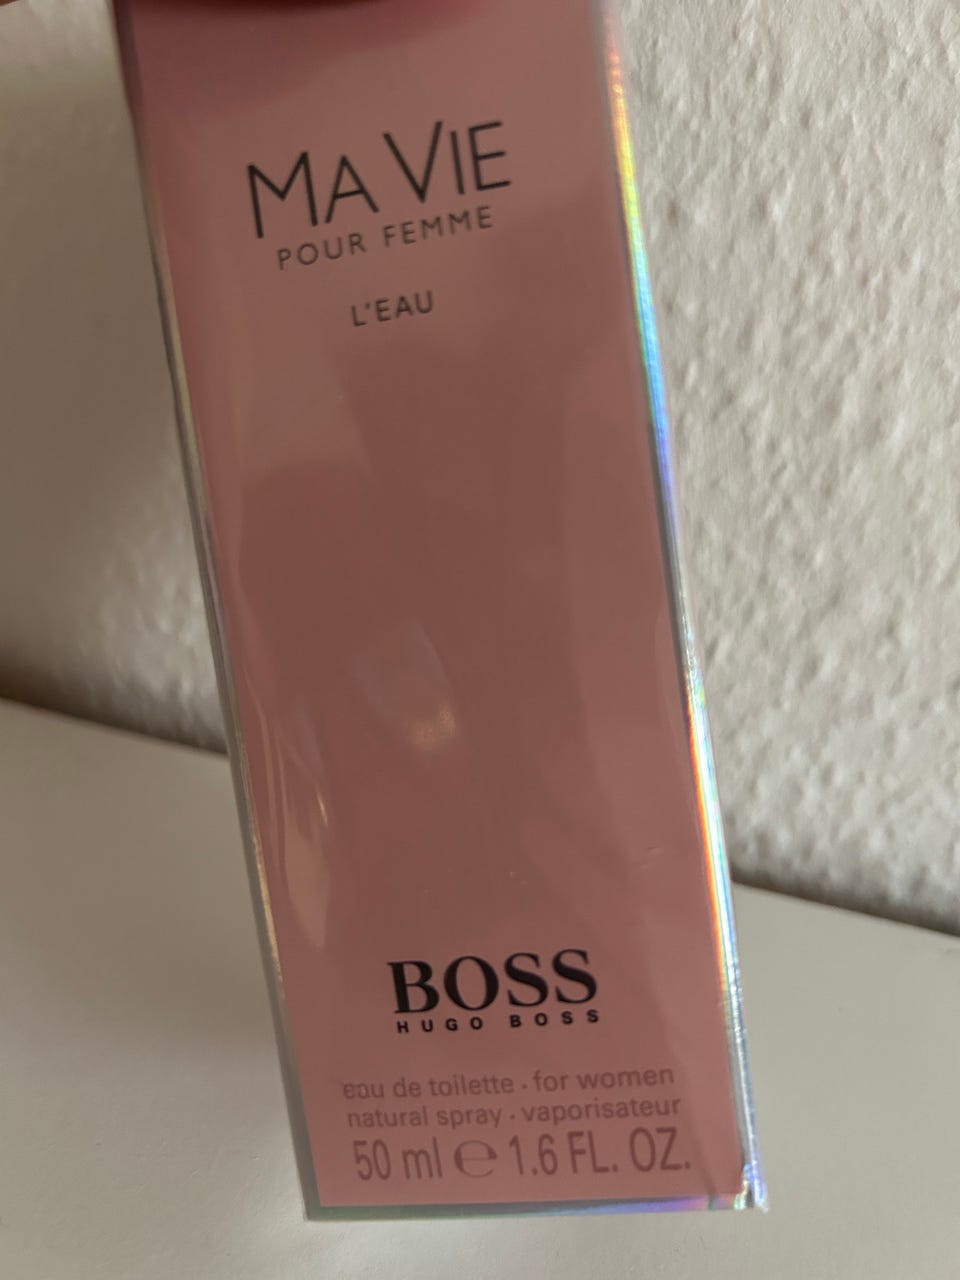 MA VIE
POUR FEMME
L'EAU
BOSS
HUGO BOSS
eau de toilette . for women
natural spray . vaporisateur
50 ml ℮ 1.6 FL. OZ.